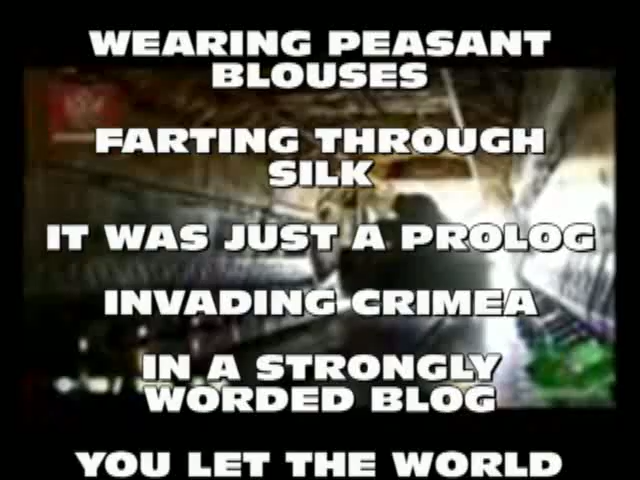 WEARING PEASANT
BLOUSES
FARTING THROUGH
SILK
IT WAS JUST A PROLOG
INVADING CRIMEA
IN A STRONGLY
WORDED BLOG
YOU LET THE WORLD